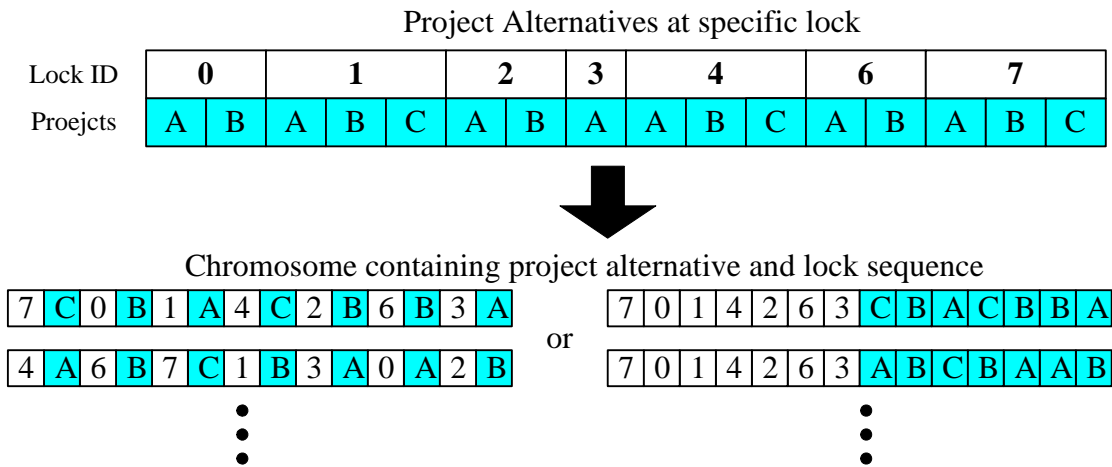 Project Alternatives at specific lock
Lock ID 0 1 2 3 4 6 7
Proejcts A B A B C A B A A B C A B A B C
Chromosome containing project alternative and lock sequence
7 C 0 B 1 A 4 C 2 B 6 B 3 A
or
7 0 1 4 2 6 3 C B A C B B A
4 A 6 B 7 C 1 B 3 A 0 A 2 B
7 0 1 4 2 6 3 A B C B A A B